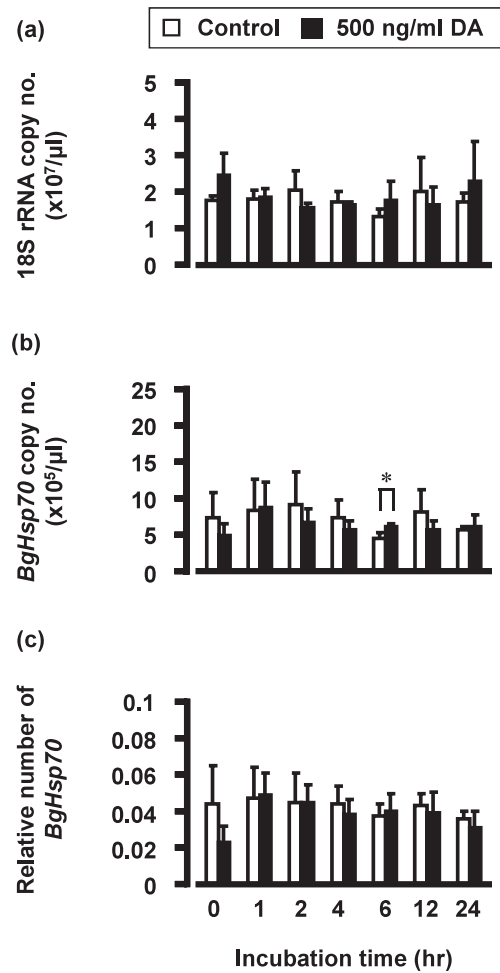 (a)
Control 500 ng/ml DA
18S rRNA copy no.
(x10⁷/µl)
5
4
3
2
1
0
(b)
BgHsp70 copy no.
(x10⁵/µl)
25
20
15
10
5
0
*
(c)
Relative number of
BgHsp70
0.1
0.08
0.06
0.04
0.02
0
0 1 2 4 6 12 24
Incubation time (hr)